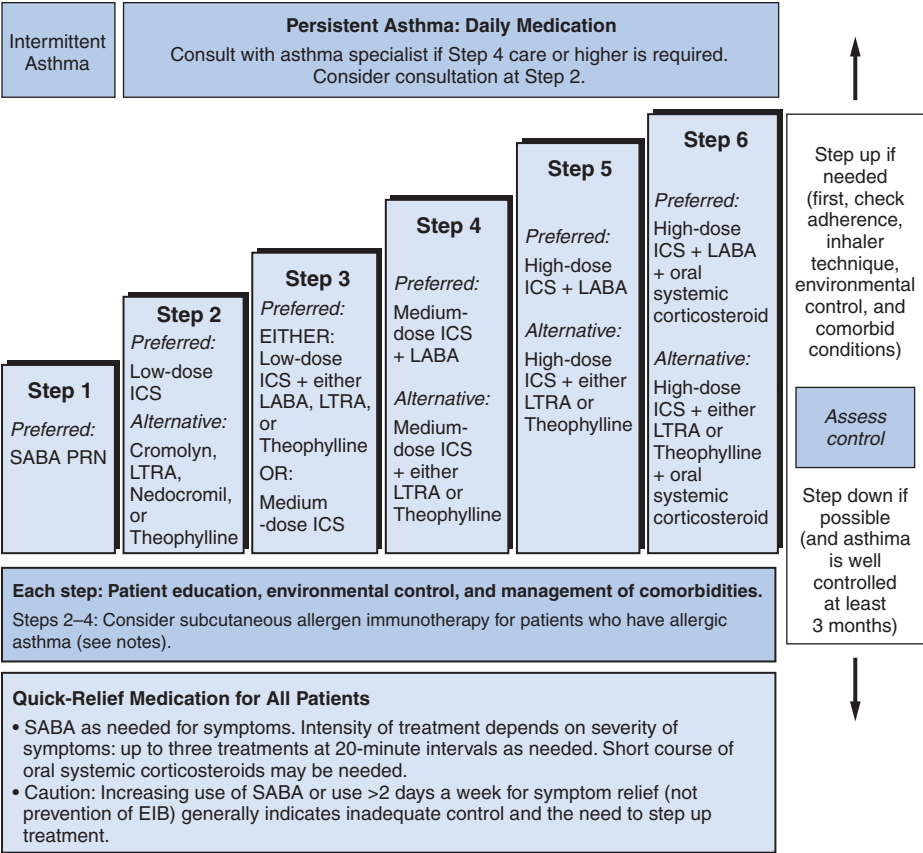 Intermittent
Asthma
Persistent Asthma: Daily Medication
Consult with asthma specialist if Step 4 care or higher is required.
Consider consultation at Step 2.
Step 1
Preferred:
SABA PRN
Step 2
Preferred:
Low-dose
ICS
Alternative:
Cromolyn,
LTRA,
Nedocromil,
or
Theophylline
Step 3
Preferred:
EITHER:
Low-dose
ICS + either
LABA, LTRA,
or
Theophylline
OR:
Medium
-dose ICS
Step 4
Preferred:
Medium-
dose ICS
+ LABA
Alternative:
Medium-
dose ICS
+ either
LTRA or
Theophylline
Step 5
Preferred:
High-dose
ICS + LABA
Alternative:
High-dose
ICS + either
LTRA or
Theophylline
Step 6
Preferred:
High-dose
ICS + LABA
+ oral
systemic
corticosteroid
Alternative:
High-dose
ICS + either
LTRA or
Theophylline
+ oral
systemic
corticosteroid
Step up if
needed
(first, check
adherence,
inhaler
technique,
environmental
control, and
comorbid
conditions)
Assess
control
Step down if
possible
(and asthima
is well
controlled
at least
3 months)
Each step: Patient education, environmental control, and management of comorbidities.
Steps 2–4: Consider subcutaneous allergen immunotherapy for patients who have allergic
asthma (see notes).
Quick-Relief Medication for All Patients
• SABA as needed for symptoms. Intensity of treatment depends on severity of
symptoms: up to three treatments at 20-minute intervals as needed. Short course of
oral systemic corticosteroids may be needed.
• Caution: Increasing use of SABA or use >2 days a week for symptom relief (not
prevention of EIB) generally indicates inadequate control and the need to step up
treatment.